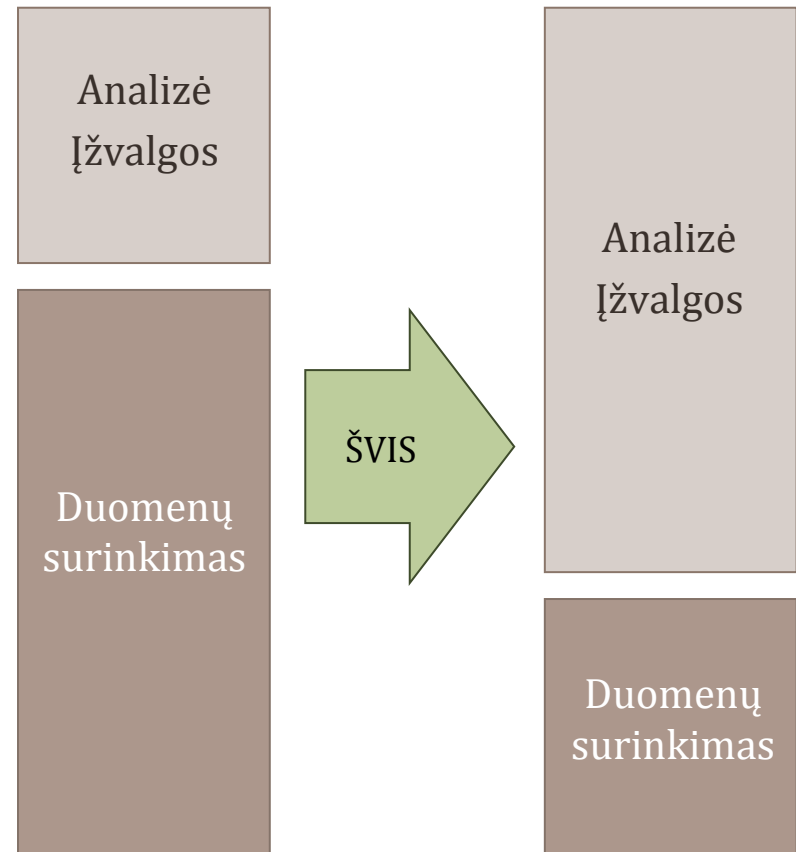 Analizė
Įžvalgos
Duomenų
surinkimas
ŠVIS
Analizė
Įžvalgos
Duomenų
surinkimas